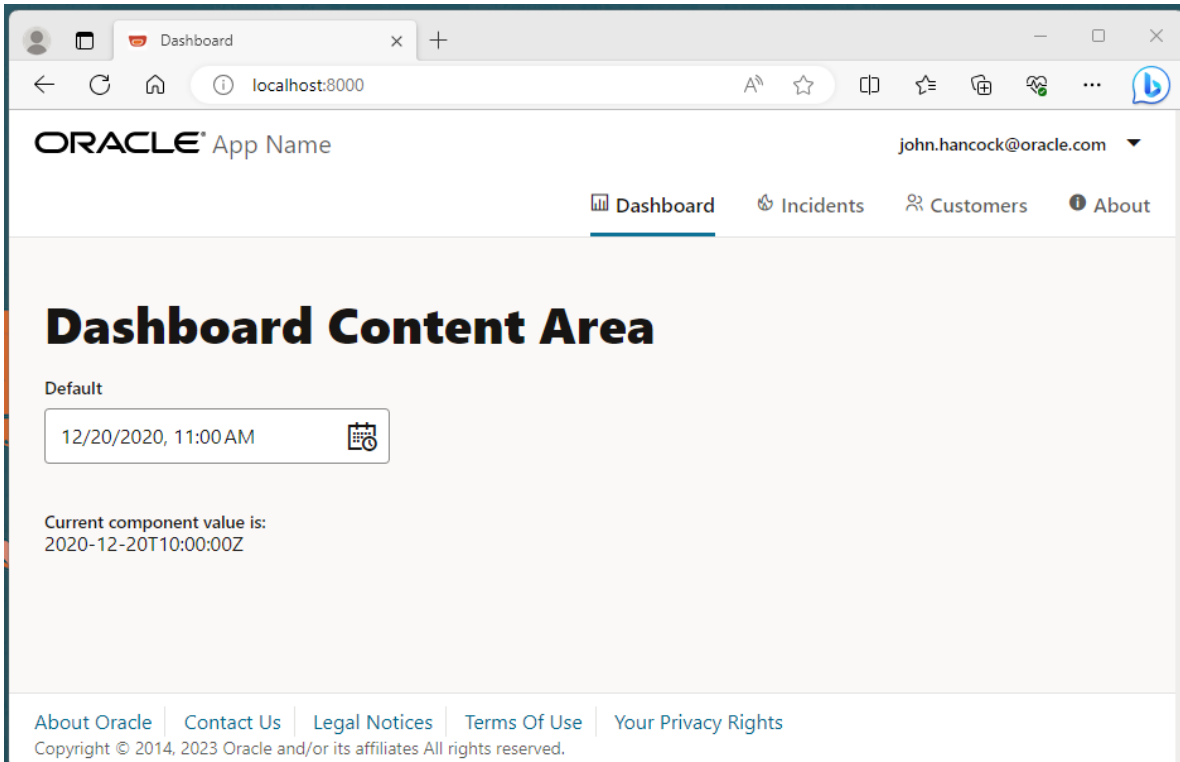 Dashboard
localhost:8000
ORACLE App Name
john.hancock@oracle.com
Dashboard Incidents Customers About
Dashboard Content Area
Default
12/20/2020, 11:00 AM
Current component value is:
2020-12-20T10:00:00Z
About Oracle Contact Us Legal Notices Terms Of Use Your Privacy Rights
Copyright © 2014, 2023 Oracle and/or its affiliates All rights reserved.